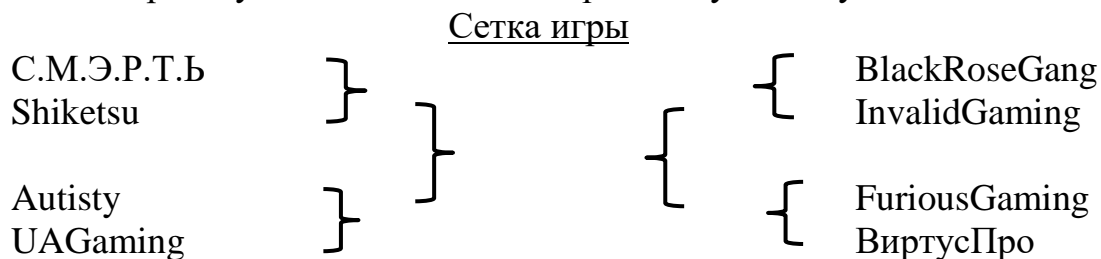 Сетка игры
С.М.Э.Р.Т.Ь BlackRoseGang
Shiketsu InvalidGaming
Autisty FuriousGaming
UAGaming ВиртусПро